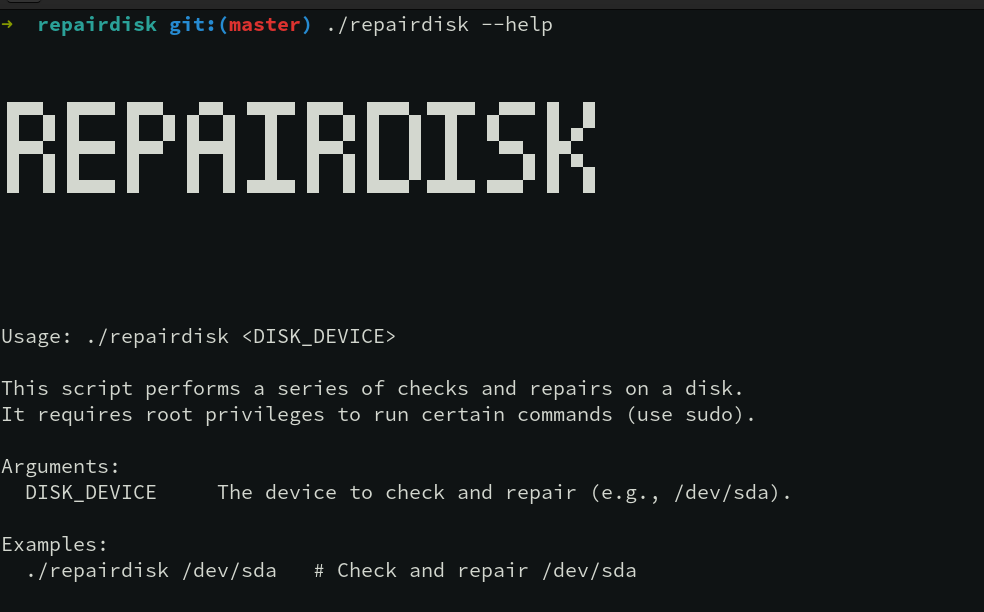 ➜  repairdisk git:(master) ./repairdisk --help
REPAIRDISK
Usage: ./repairdisk <DISK_DEVICE>
This script performs a series of checks and repairs on a disk.
It requires root privileges to run certain commands (use sudo).
Arguments:
  DISK_DEVICE     The device to check and repair (e.g., /dev/sda).
Examples:
  ./repairdisk /dev/sda   # Check and repair /dev/sda